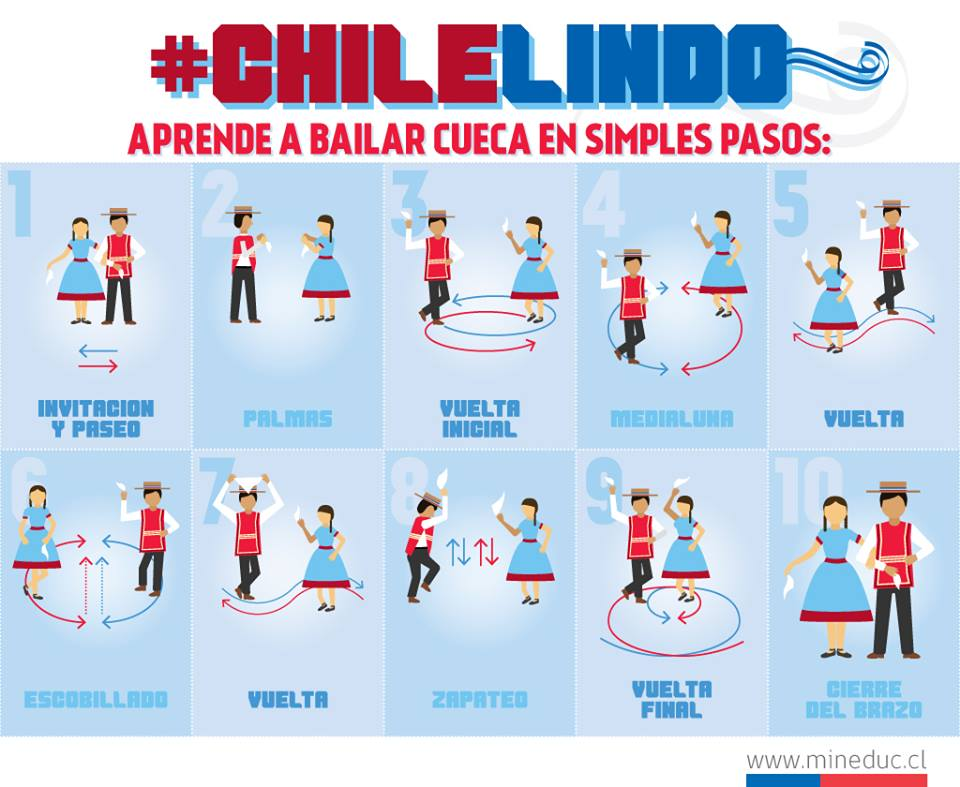 #CHILELINDO
APRENDE A BAILAR CUECA EN SIMPLES PASOS:
1
INVITACION
Y PASEO
2
PALMAS
3
VUELTA
INICIAL
4
MEDIALUNA
5
VUELTA
6
ESCOBILLADO
7
VUELTA
8
ZAPATEO
9
VUELTA
FINAL
10
CIERRE
DEL BRAZO
www.mineduc.cl